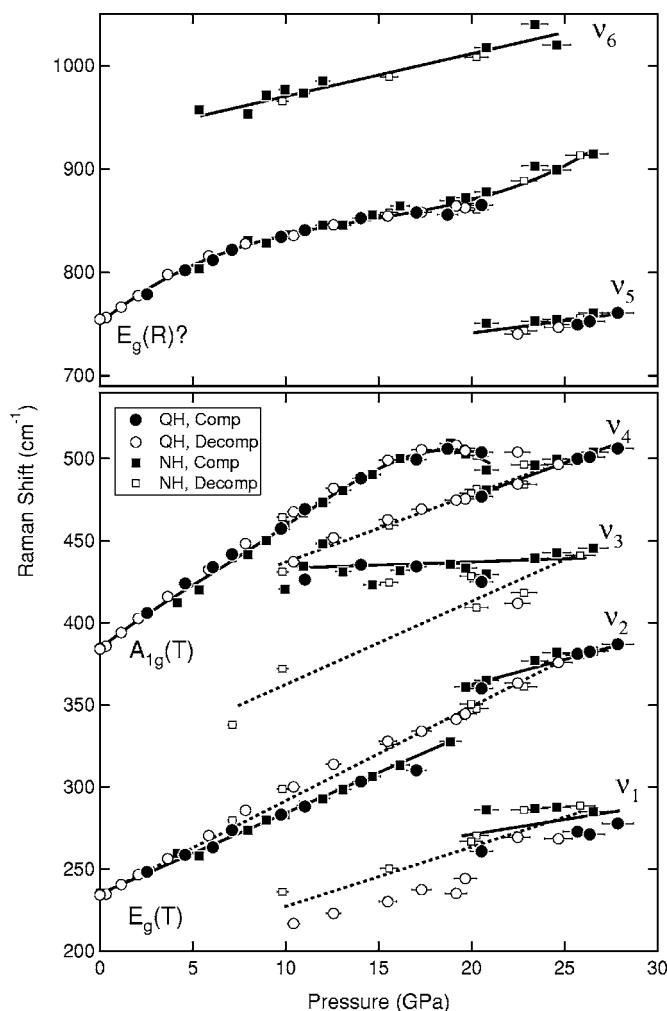 1000
900
800
700
ν6
Eg(R)?
ν5
Raman Shift (cm-1)
QH, Comp
QH, Decomp
NH, Comp
NH, Decomp
500
450
400
350
300
250
200
ν4
ν3
A1g(T)
ν2
ν1
Eg(T)
0 5 10 15 20 25 30
Pressure (GPa)